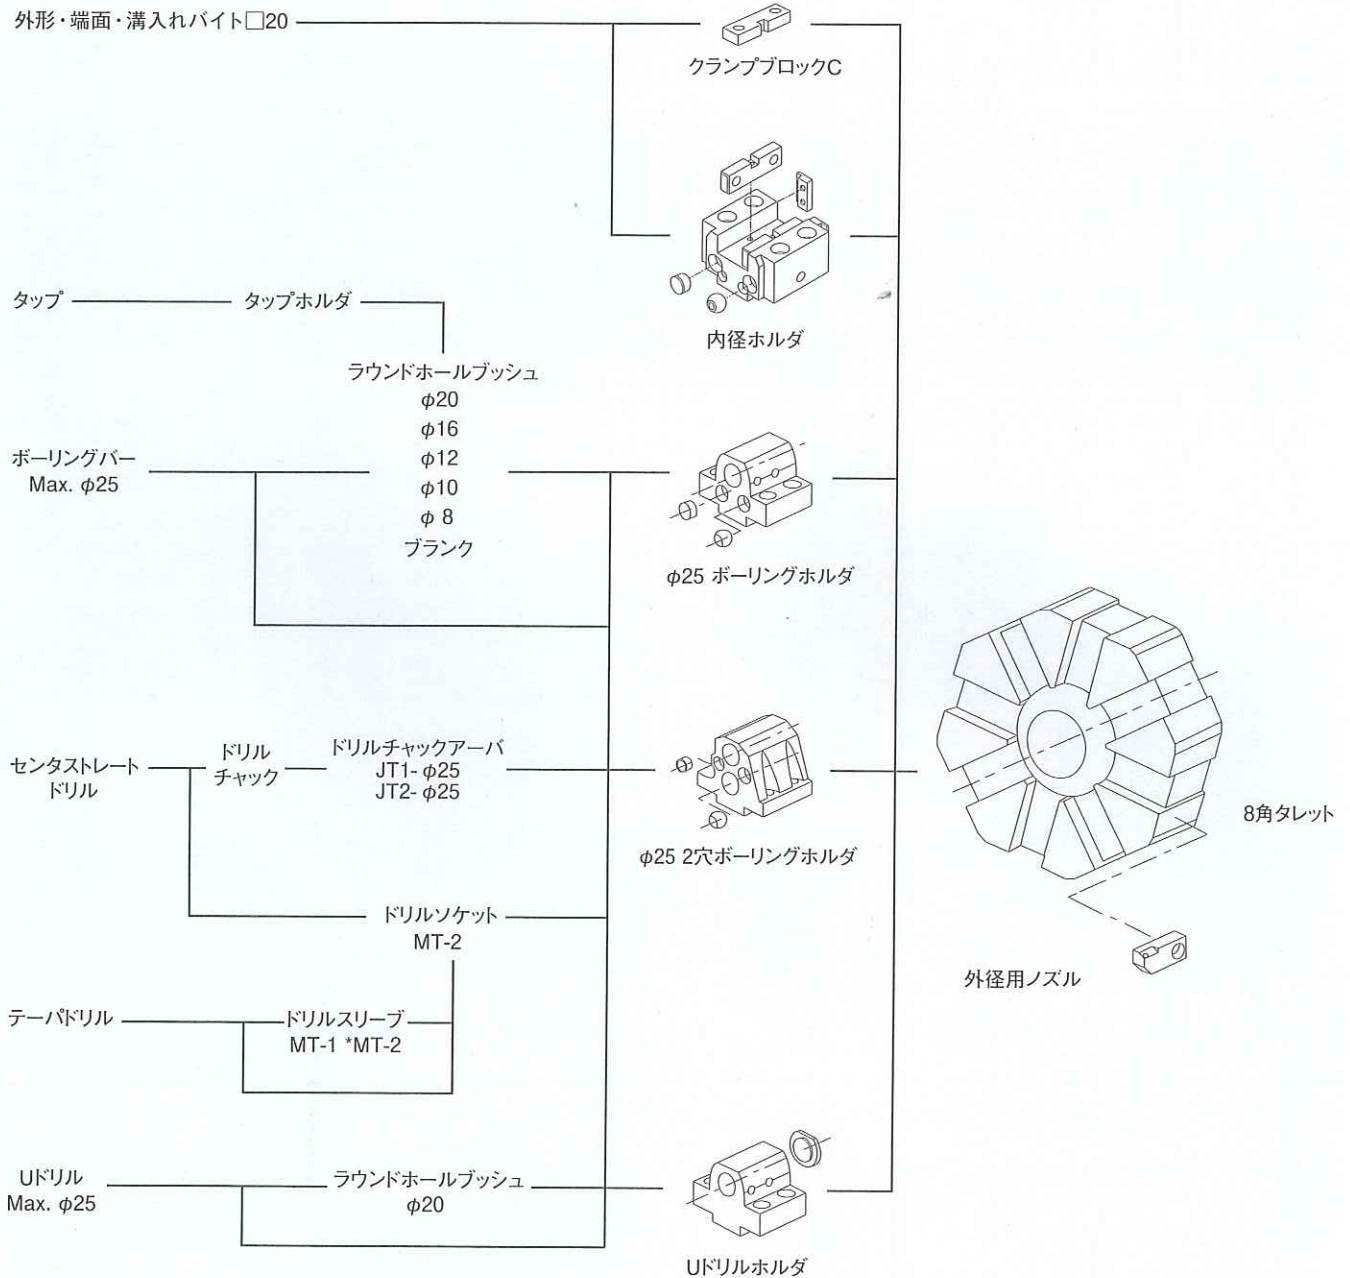 外形・端面・溝入れバイト□20
クランプブロックC
内径ホルダ
タップ
タップホルダ
ラウンドホールブッシュ
φ20
φ16
φ12
φ10
φ 8
ブランク
ボーリングバー
Max. φ25
φ25 ボーリングホルダ
センタストレート
ドリル
ドリル
チャック
ドリルチャックアーバ
JT1- φ25
JT2- φ25
φ25 2穴ボーリングホルダ
8角タレット
ドリルソケット
MT-2
外径用ノズル
テーパドリル
ドリルスリーブ
MT-1 *MT-2
Uドリル
Max. φ25
ラウンドホールブッシュ
φ20
Uドリルホルダ